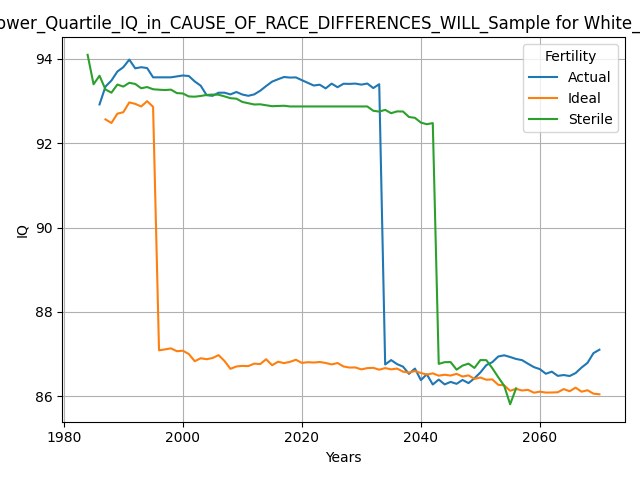 ower_Quartile_IQ_in_CAUSE_OF_RACE_DIFFERENCES_WILL_Sample for White_
Fertility
Actual
Ideal
Sterile
94
92
90
88
86
IQ
1980
2000
2020
2040
2060
Years